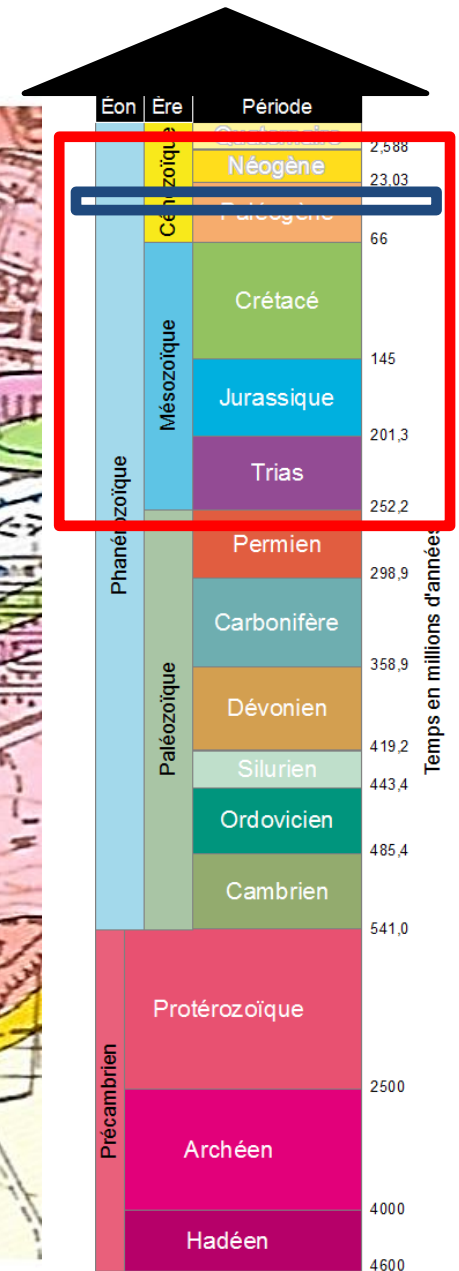 Éon Ère Période
Quaternaire
2,588
Néogène
23,03
Cénozoïque
Paléogène
66
Crétacé
145
Mésozoïque
Jurassique
201,3
Trias
252,2
Phanérozoïque
Permien
298,9
Carbonifère
358,9
Temps en millions d'années
Paléozoïque
Dévonien
419,2
Silurien
443,4
Ordovicien
485,4
Cambrien
541,0
Protérozoïque
2500
Précambrien
Archéen
4000
Hadéen
4600